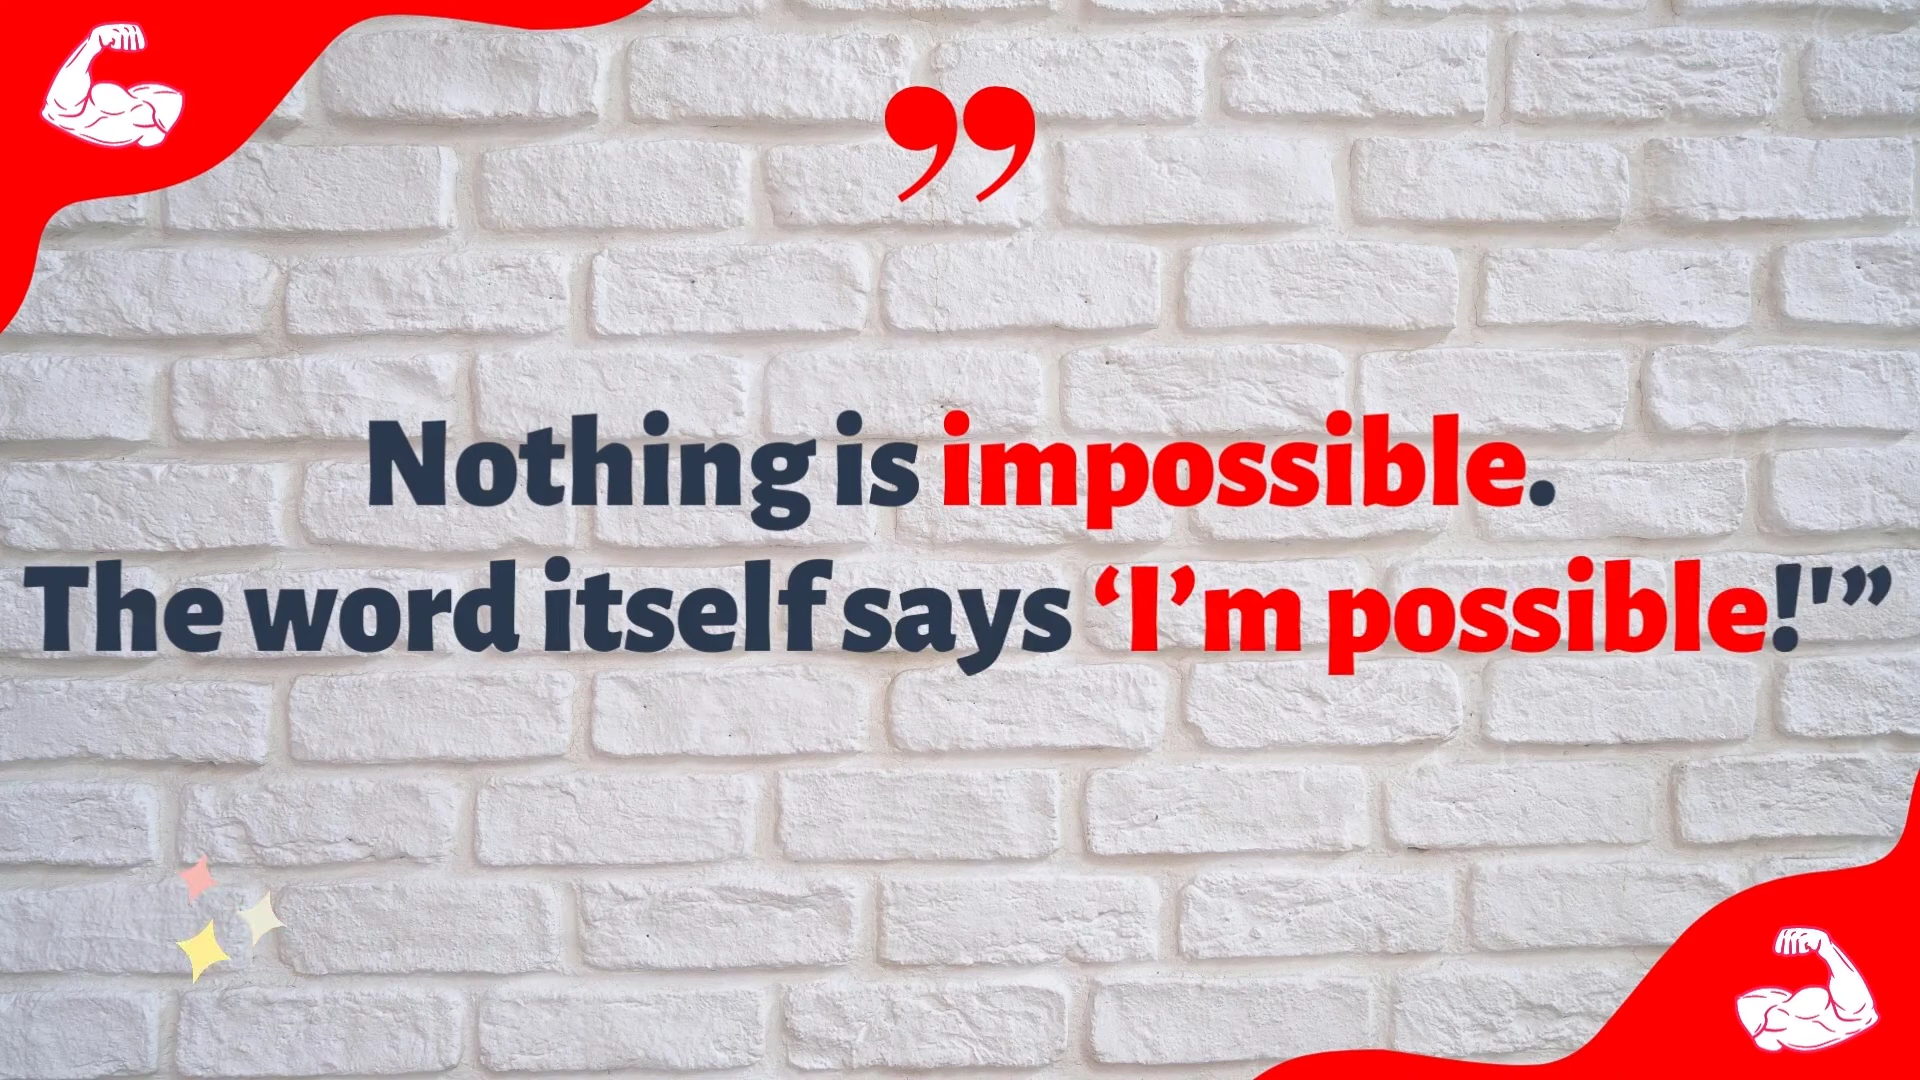 ”
Nothing is impossible.
The word itself says ‘I’m possible!'”